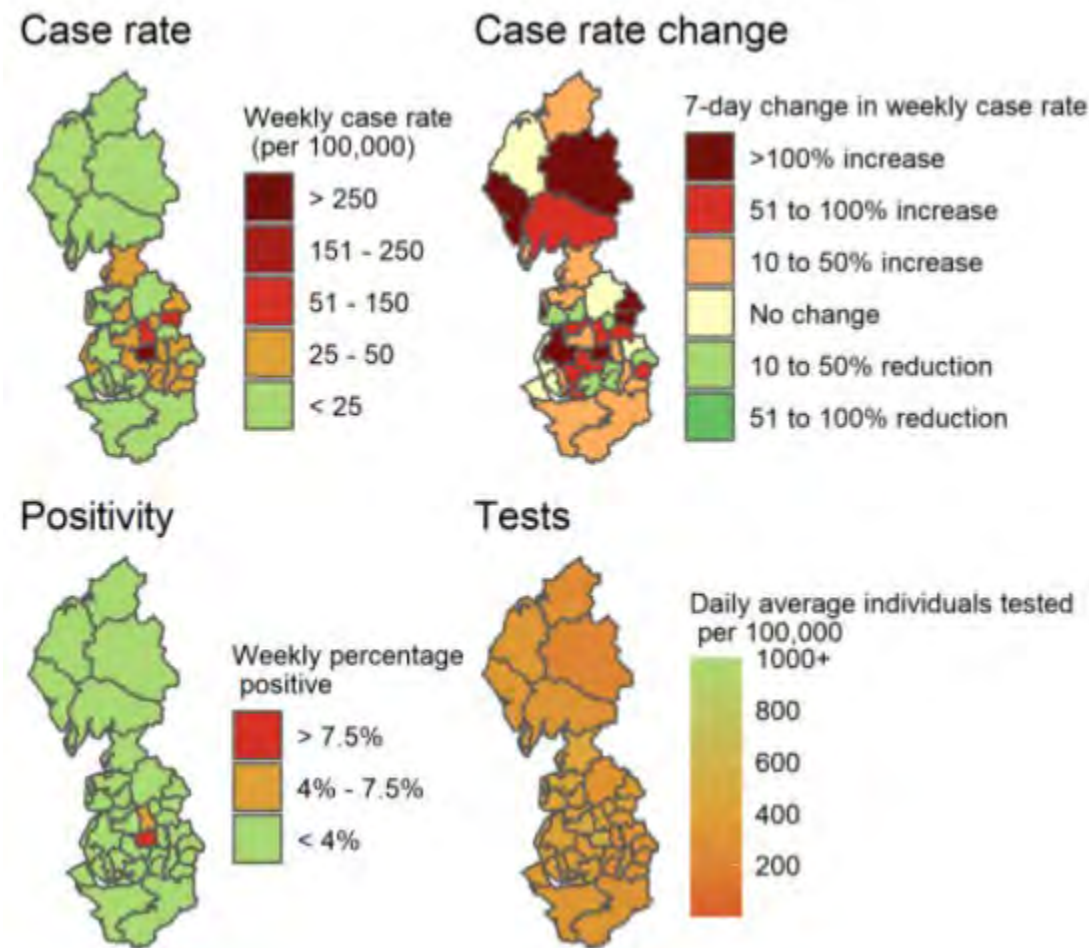 Case rate
Weekly case rate
(per 100,000)
> 250
151 - 250
51 - 150
25 - 50
< 25
Case rate change
7-day change in weekly case rate
>100% increase
51 to 100% increase
10 to 50% increase
No change
10 to 50% reduction
51 to 100% reduction
Positivity
Weekly percentage
positive
> 7.5%
4% - 7.5%
< 4%
Tests
Daily average individuals tested
per 100,000
1000+
800
600
400
200